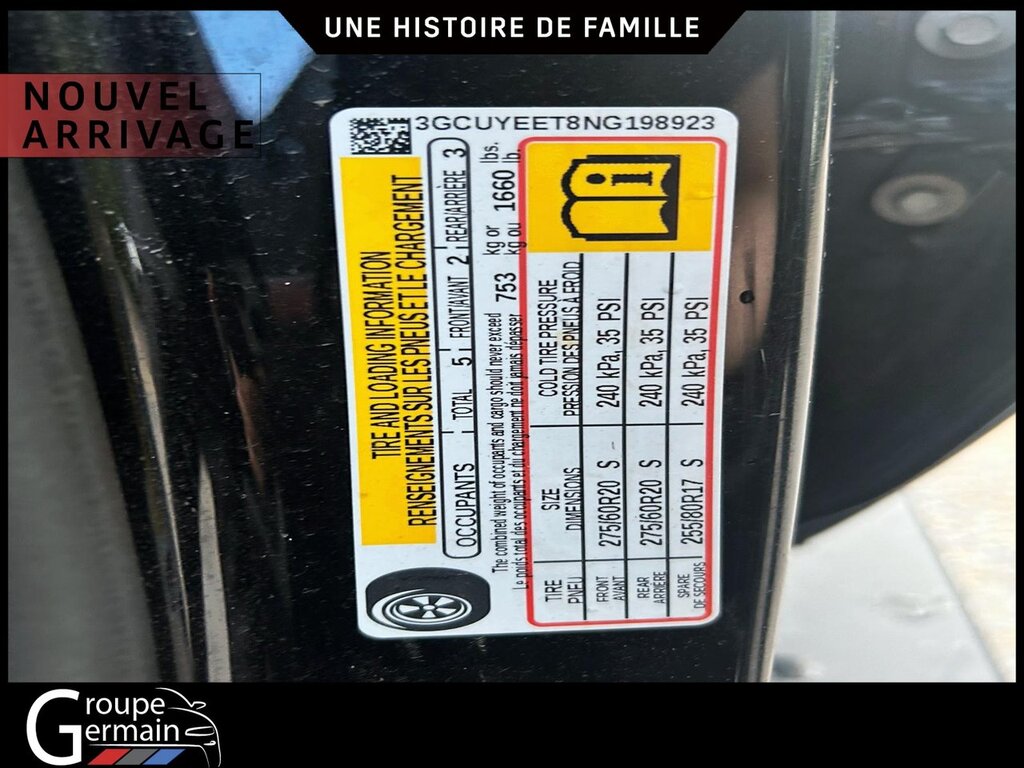 UNE HISTOIRE DE FAMILLE
NOUVEL
ARRIVAGE
3GCUYEET8NG198923
TIRE AND LOADING INFORMATION
RENSEIGNEMENTS SUR LES PNEUS ET LE CHARGEMENT
OCCUPANTS TOTAL 5 FRONT/AVANT 2 REAR/ARRIÈRE 3
The combined weight of occupants and cargo should never exceed 753 kg or 1660 lbs.
Le poids total des occupants et du chargement ne doit jamais dépasser kg ou lb.
TIRE SIZE COLD TIRE PRESSURE
PNEU DIMENSIONS PRESSION DES PNEUS À FROID
FRONT
AVANT 275/60R20 S 240 kPa, 35 PSI
REAR
ARRIÈRE 275/60R20 S 240 kPa, 35 PSI
SPARE
DE SECOURS 255/80R17 S 240 kPa, 35 PSI
Groupe
Germain